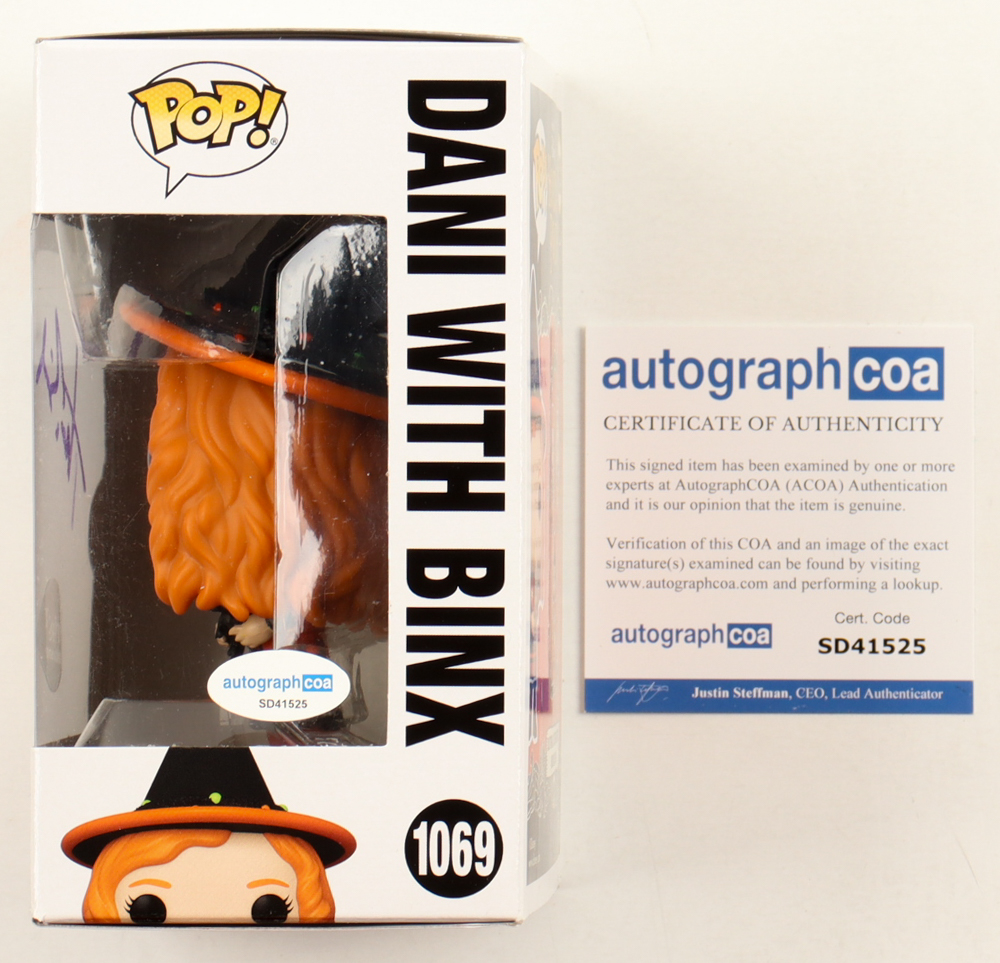 POP!
®
DANI WITH BINX
autographcoa
SD41525
1069
autographcoa
CERTIFICATE OF AUTHENTICITY
This signed item has been examined by one or more
experts at AutographCOA (ACOA) Authentication
and it is our opinion that the item is genuine.
Verification of this COA and an image of the exact
signature(s) examined can be found by visiting
www.autographcoa.com and performing a lookup.
autographcoa
Cert. Code
SD41525
Justin Steffman, CEO, Lead Authenticator